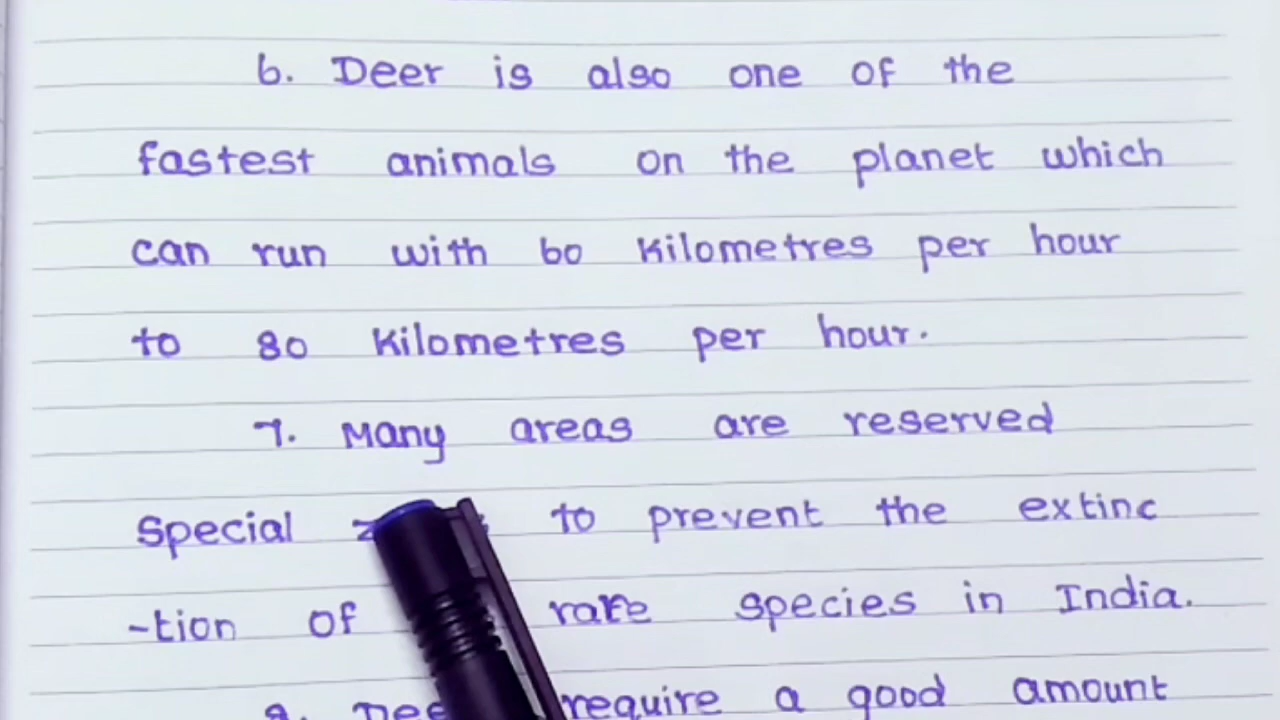 6. Deer is also one of the
fastest animals on the planet which
can run with 60 Kilometres per hour
to 80 Kilometres per hour.
7. Many areas are reserved
Special to prevent the extinc
-tion of rare species in India.
require a good amount